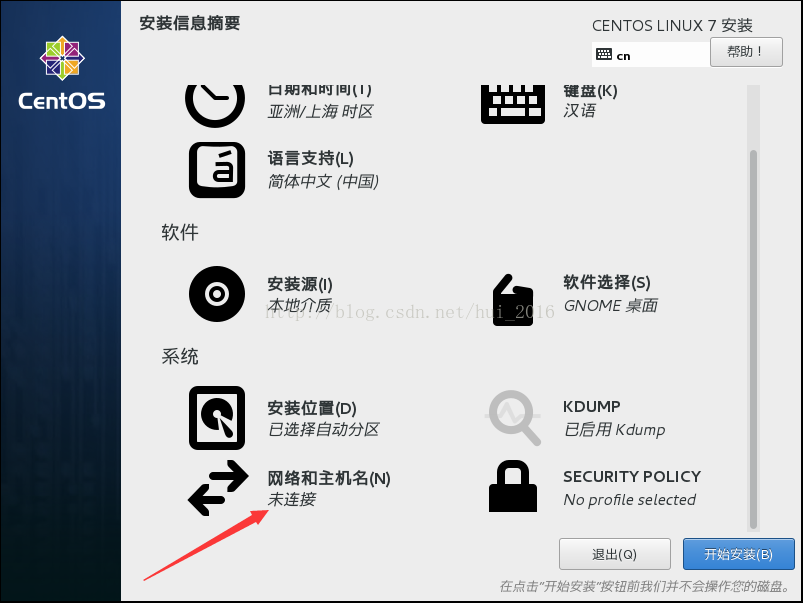 安装信息摘要
CENTOS LINUX 7 安装
cn
帮助！
CentOS
日期和时间(T)
亚洲/上海 时区
键盘(K)
汉语
语言支持(L)
简体中文 (中国)
软件
安装源(I)
本地介质
软件选择(S)
GNOME 桌面
http://blog.csdn.net/hui_2016
系统
安装位置(D)
已选择自动分区
KDUMP
已启用 Kdump
网络和主机名(N)
未连接
SECURITY POLICY
No profile selected
退出(Q)
开始安装(B)
在点击"开始安装"按钮前我们并不会操作您的磁盘。